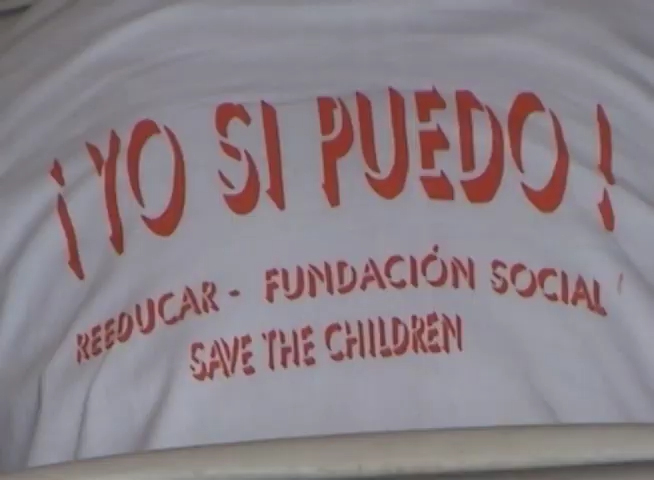 ¡YO SI PUEDO!
REEDUCAR - FUNDACIÓN SOCIAL
SAVE THE CHILDREN